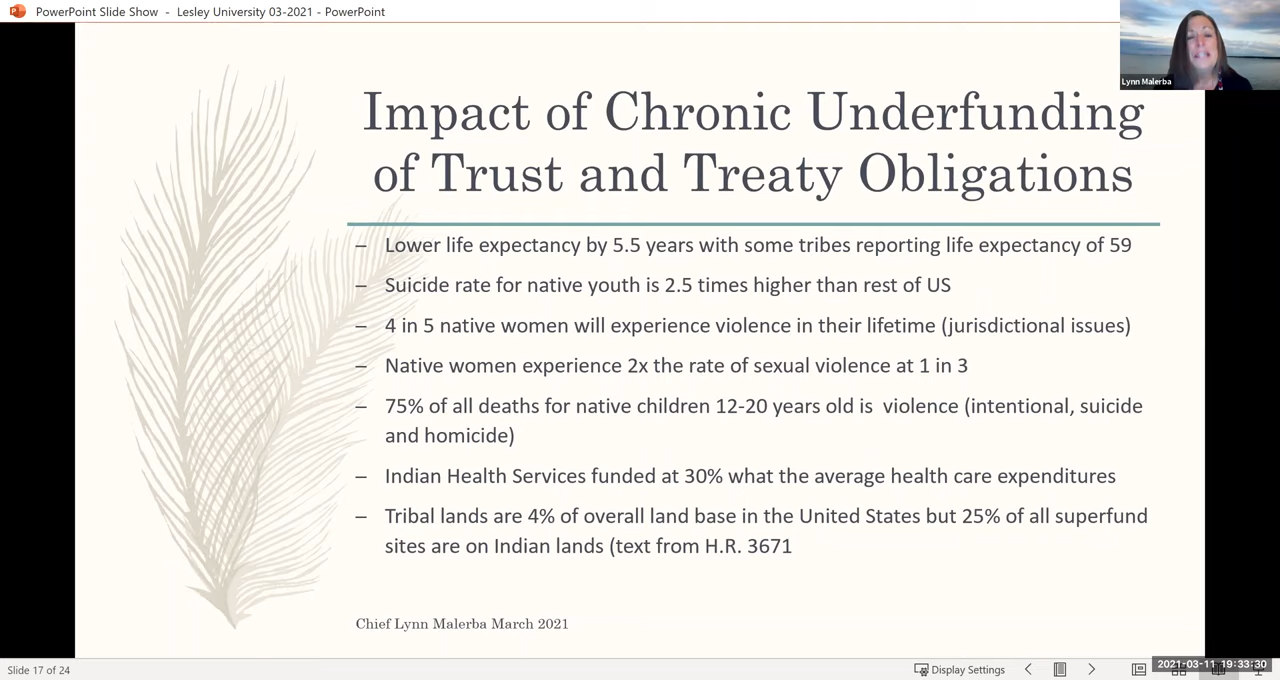 PowerPoint Slide Show - Lesley University 03-2021 - PowerPoint
Lynn Malerba
Impact of Chronic Underfunding
of Trust and Treaty Obligations
– Lower life expectancy by 5.5 years with some tribes reporting life expectancy of 59
– Suicide rate for native youth is 2.5 times higher than rest of US
– 4 in 5 native women will experience violence in their lifetime (jurisdictional issues)
– Native women experience 2x the rate of sexual violence at 1 in 3
– 75% of all deaths for native children 12-20 years old is  violence (intentional, suicide
and homicide)
– Indian Health Services funded at 30% what the average health care expenditures
– Tribal lands are 4% of overall land base in the United States but 25% of all superfund
sites are on Indian lands (text from H.R. 3671
Chief Lynn Malerba March 2021
Slide 17 of 24
Display Settings
2021-03-11 19:33:30